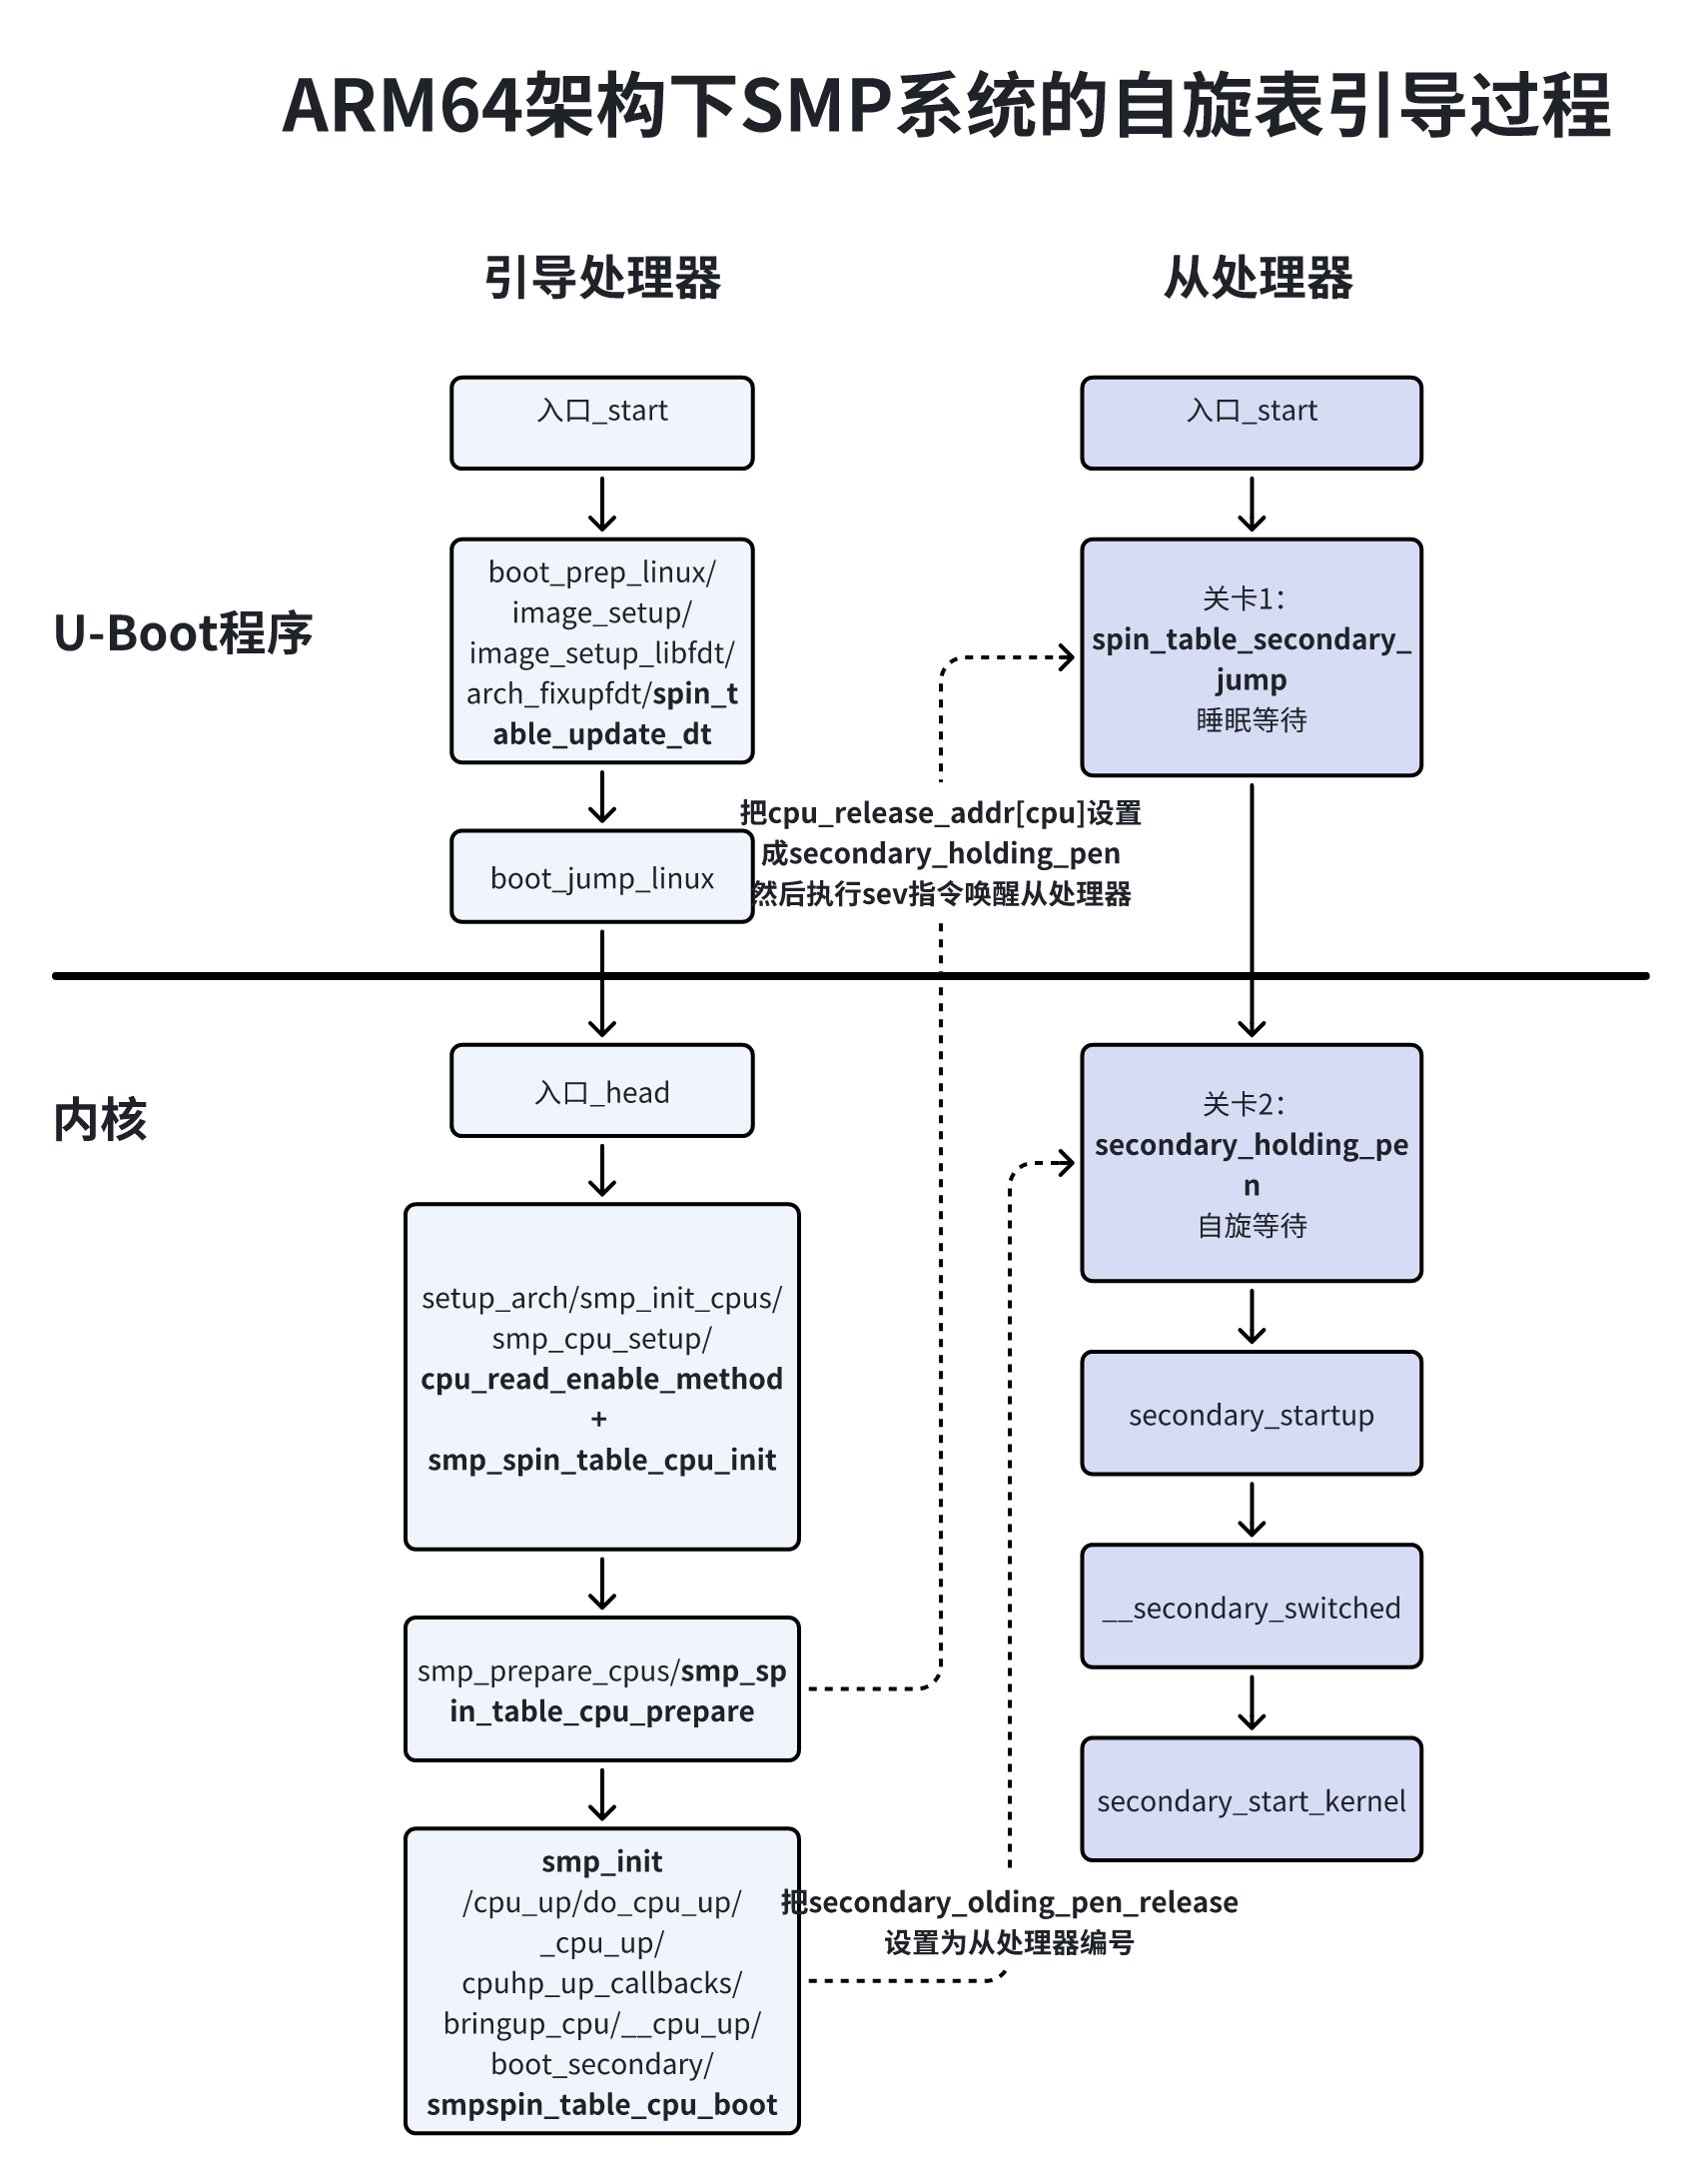 ARM64架构下SMP系统的自旋表引导过程
引导处理器
从处理器
U-Boot程序
入口_start
boot_prep_linux/
image_setup/
image_setup_libfdt/
arch_fixupfdt/spin_t
able_update_dt
boot_jump_linux
入口_start
关卡1：
spin_table_secondary_
jump
睡眠等待
把cpu_release_addr[cpu]设置
成secondary_holding_pen
然后执行sev指令唤醒从处理器
内核
入口_head
setup_arch/smp_init_cpus/
smp_cpu_setup/
cpu_read_enable_method
+
smp_spin_table_cpu_init
smp_prepare_cpus/smp_sp
in_table_cpu_prepare
smp_init
/cpu_up/do_cpu_up/
_cpu_up/
cpuhp_up_callbacks/
bringup_cpu/__cpu_up/
boot_secondary/
smpspin_table_cpu_boot
关卡2：
secondary_holding_pe
n
自旋等待
secondary_startup
__secondary_switched
secondary_start_kernel
把secondary_olding_pen_release
设置为从处理器编号